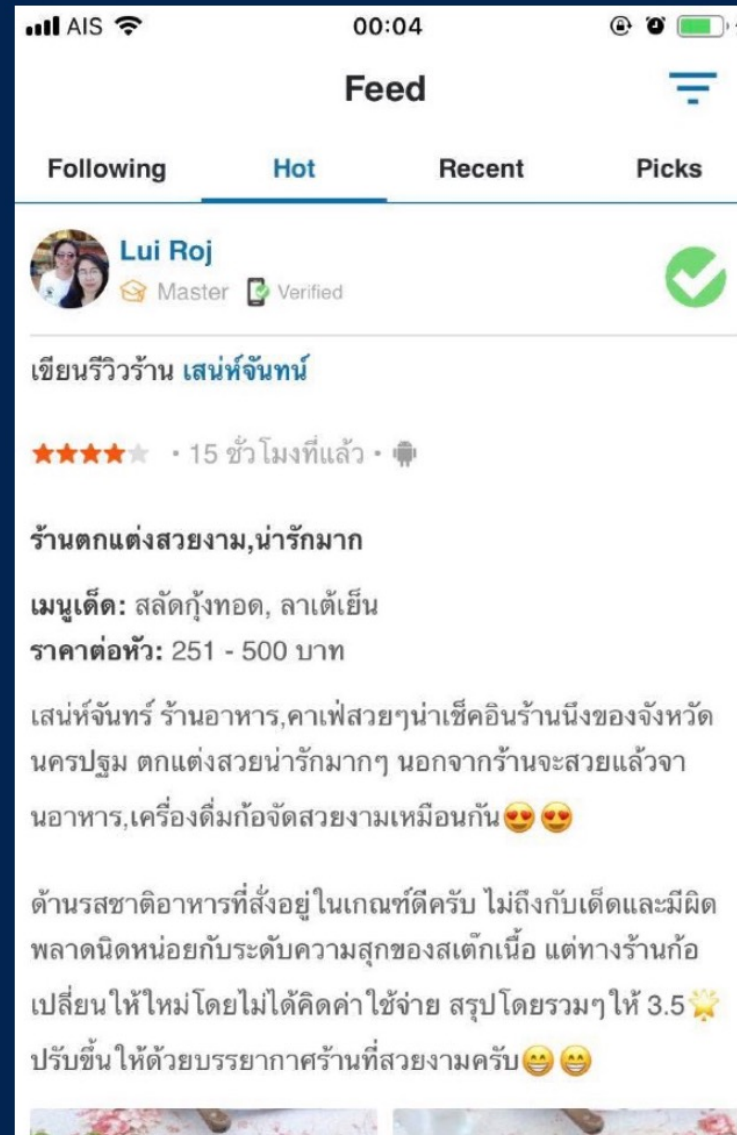 AIS 00:04
Feed
Following Hot Recent Picks
Lui Roj
Master Verified
เขียนรีวิวร้าน เสน่ห์จันทน์
• 15 ชั่วโมงที่แล้ว •
ร้านตกแต่งสวยงาม,น่ารักมาก
เมนูเด็ด: สลัดกุ้งทอด, ลาเต้เย็น
ราคาต่อหัว: 251 - 500 บาท
เสน่ห์จันทร์ ร้านอาหาร,คาเฟ่สวยๆน่าเช็คอินร้านนึงของจังหวัด
นครปฐม ตกแต่งสวยน่ารักมากๆ นอกจากร้านจะสวยแล้วจา
นอาหาร,เครื่องดื่มก้อจัดสวยงามเหมือนกัน😍😍
ด้านรสชาติอาหารที่สั่งอยู่ในเกณฑ์ดีครับ ไม่ถึงกับเด็ดและมีผิด
พลาดนิดหน่อยกับระดับความสุกของสเต๊กเนื้อ แต่ทางร้านก้อ
เปลี่ยนให้ใหม่โดยไม่ได้คิดค่าใช้จ่าย สรุปโดยรวมๆให้ 3.5🌟
ปรับขึ้นให้ด้วยบรรยากาศร้านที่สวยงามครับ😁😁